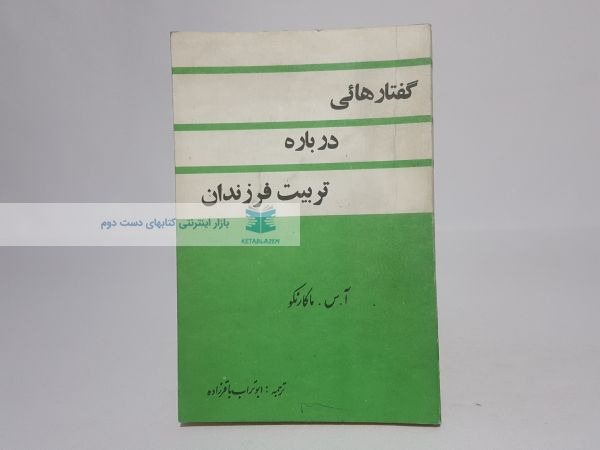 گفتارهائی
درباره
تربیت فرزندان
بازار اینترنتی کتابهای دست دوم
KETABLAZEM
آ. س. ماکارنکو
ترجمه : ابوتراب باقرزاده